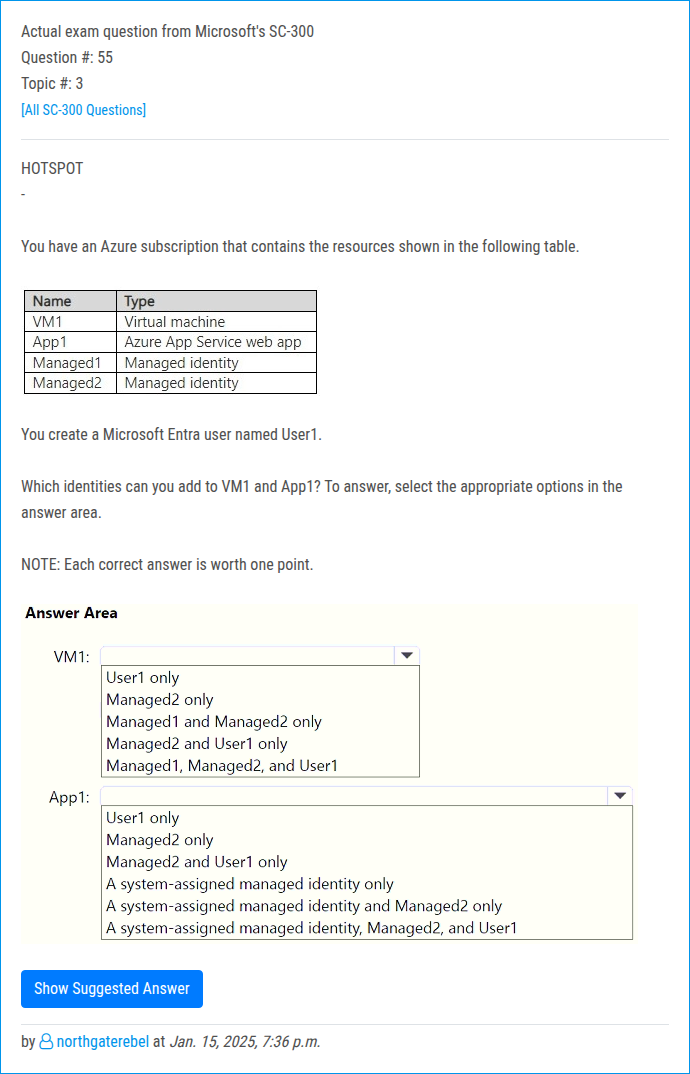 Actual exam question from Microsoft's SC-300
Question #: 55
Topic #: 3
[All SC-300 Questions]
HOTSPOT
-
You have an Azure subscription that contains the resources shown in the following table.
Name Type
VM1 Virtual machine
App1 Azure App Service web app
Managed1 Managed identity
Managed2 Managed identity
You create a Microsoft Entra user named User1.
Which identities can you add to VM1 and App1? To answer, select the appropriate options in the
answer area.
NOTE: Each correct answer is worth one point.
Answer Area
VM1:
User1 only
Managed2 only
Managed1 and Managed2 only
Managed2 and User1 only
Managed1, Managed2, and User1
App1:
User1 only
Managed2 only
Managed2 and User1 only
A system-assigned managed identity only
A system-assigned managed identity and Managed2 only
A system-assigned managed identity, Managed2, and User1
Show Suggested Answer
by northgaterebel at Jan. 15, 2025, 7:36 p.m.